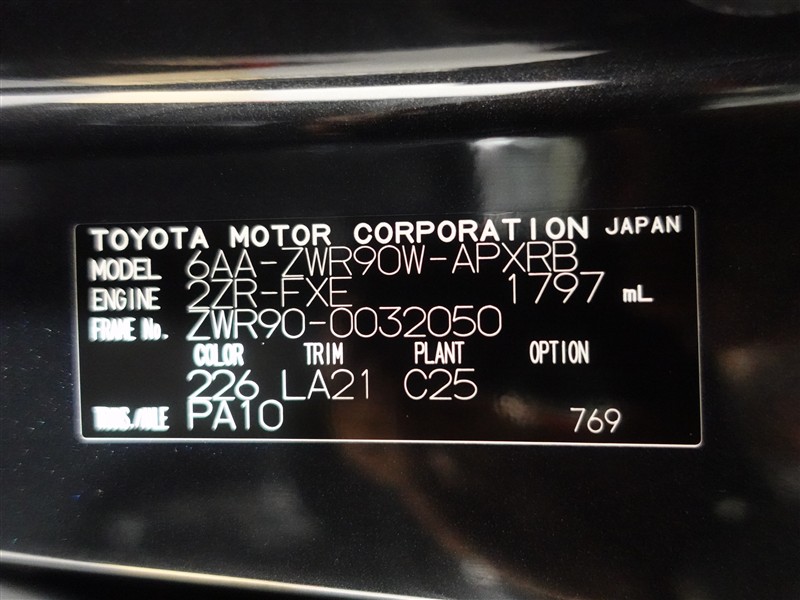 TOYOTA MOTOR CORPORATION JAPAN
MODEL 6AA-ZWR90W-APXRB
ENGINE 2ZR-FXE 1797 mL
FRAME No. ZWR90-0032050
COLOR TRIM PLANT OPTION
226 LA21 C25
TRANS./AXLE PA10 769